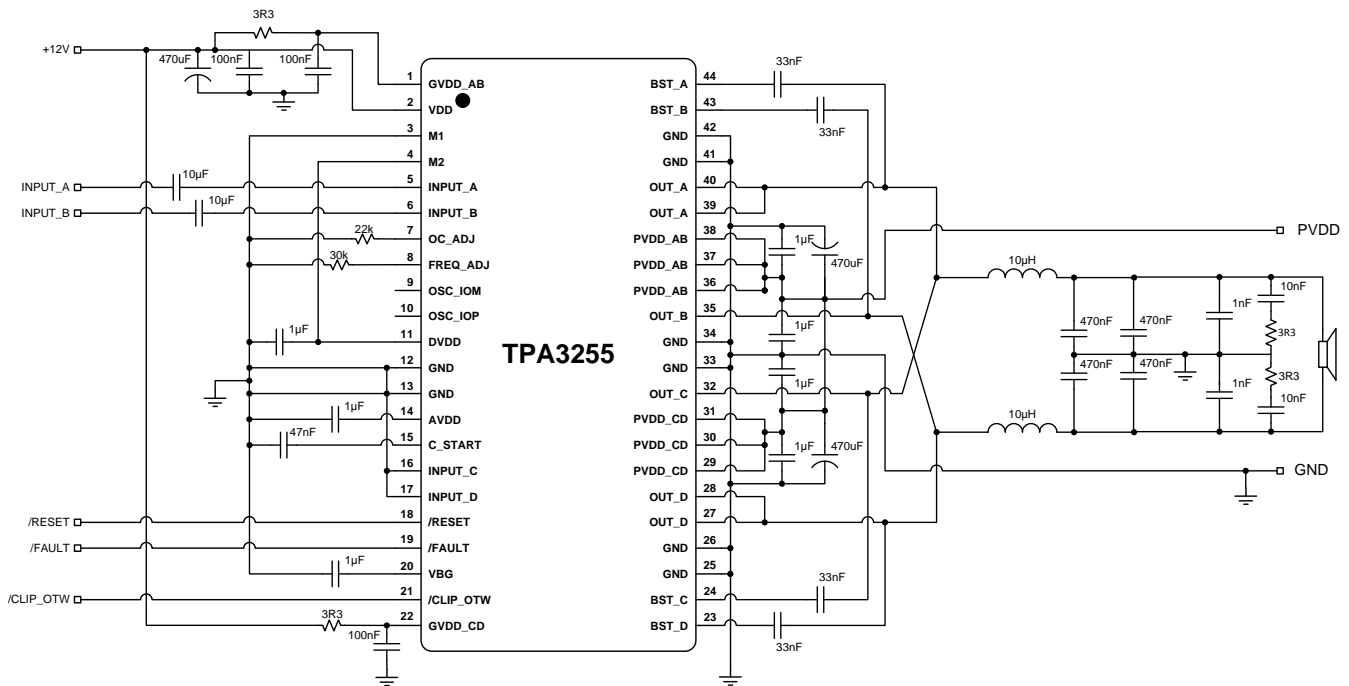 3R3
+12V
470uF
100nF
100nF
33nF
1
GVDD_AB
BST_A
44
2
VDD
BST_B
43
33nF
3
M1
GND
42
4
M2
GND
41
10µF
INPUT_A
5
INPUT_A
OUT_A
40
10µF
INPUT_B
6
INPUT_B
OUT_A
39
22k
7
OC_ADJ
PVDD_AB
38
1µF
PVDD
30k
8
FREQ_ADJ
PVDD_AB
37
470uF
10µH
9
OSC_IOM
PVDD_AB
36
10nF
10
OSC_IOP
OUT_B
35
1nF
470nF
470nF
1µF
11
DVDD
GND
34
1µF
3R3
TPA3255
12
GND
GND
33
470nF
470nF
3R3
13
GND
OUT_C
32
1µF
1nF
10nF
1µF
14
AVDD
PVDD_CD
31
10µH
47nF
15
C_START
PVDD_CD
30
1µF
470uF
16
INPUT_C
PVDD_CD
29
GND
17
INPUT_D
OUT_D
28
/RESET
18
/RESET
OUT_D
27
/FAULT
19
/FAULT
GND
26
1µF
20
VBG
GND
25
33nF
/CLIP_OTW
21
/CLIP_OTW
BST_C
24
3R3
22
GVDD_CD
BST_D
23
100nF
33nF